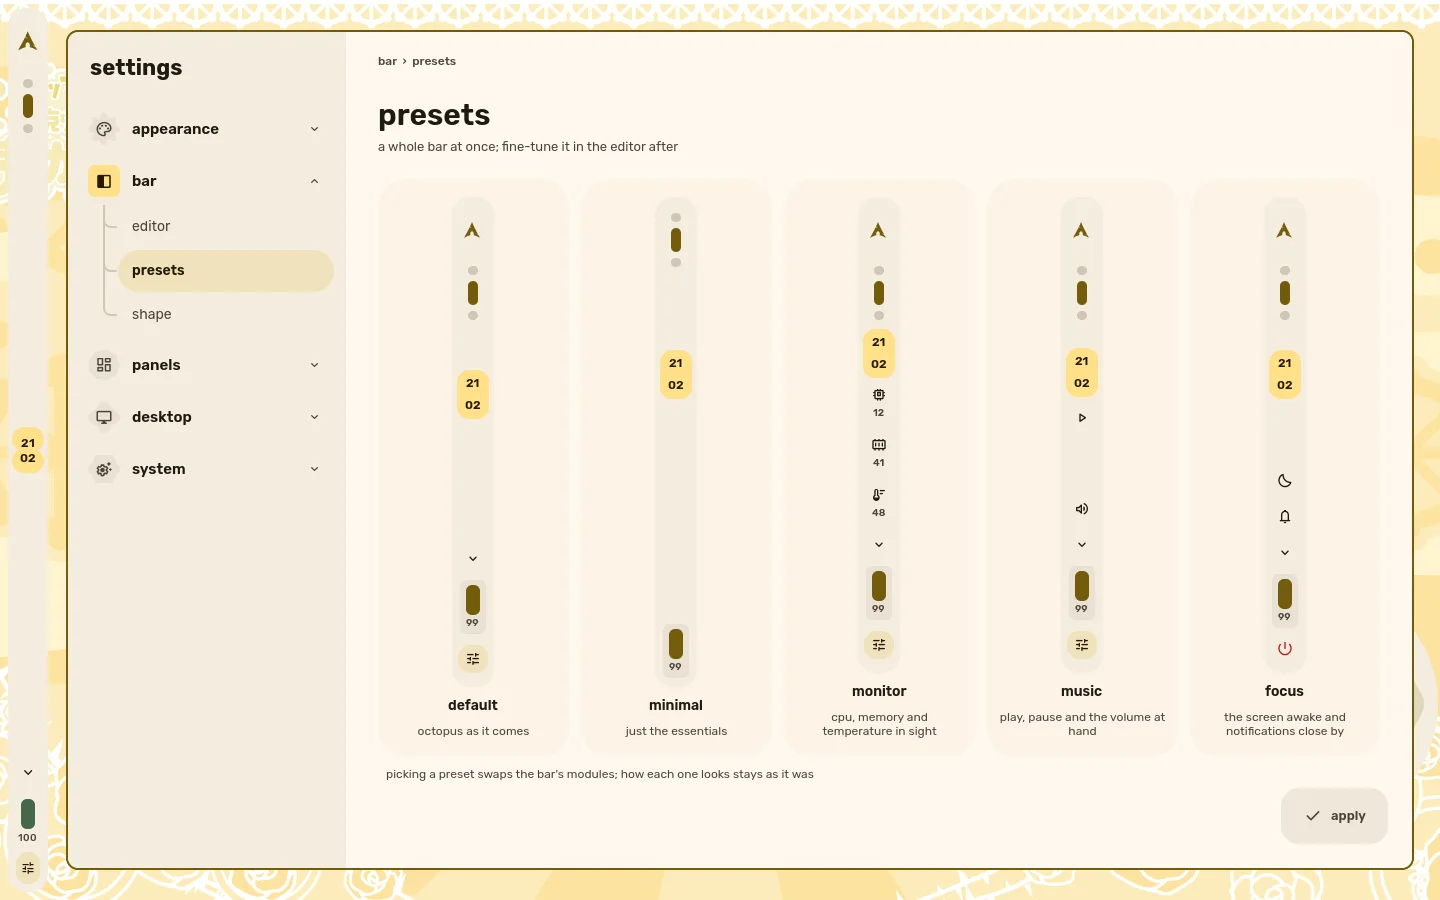 settings
appearance
bar
editor
presets
shape
panels
desktop
system
21
02
100
bar › presets
presets
a whole bar at once; fine-tune it in the editor after
21
02
99
default
octopus as it comes
21
02
99
minimal
just the essentials
21
02
12
41
48
99
monitor
cpu, memory and
temperature in sight
21
02
99
music
play, pause and the volume at
hand
21
02
99
focus
the screen awake and
notifications close by
picking a preset swaps the bar's modules; how each one looks stays as it was
apply